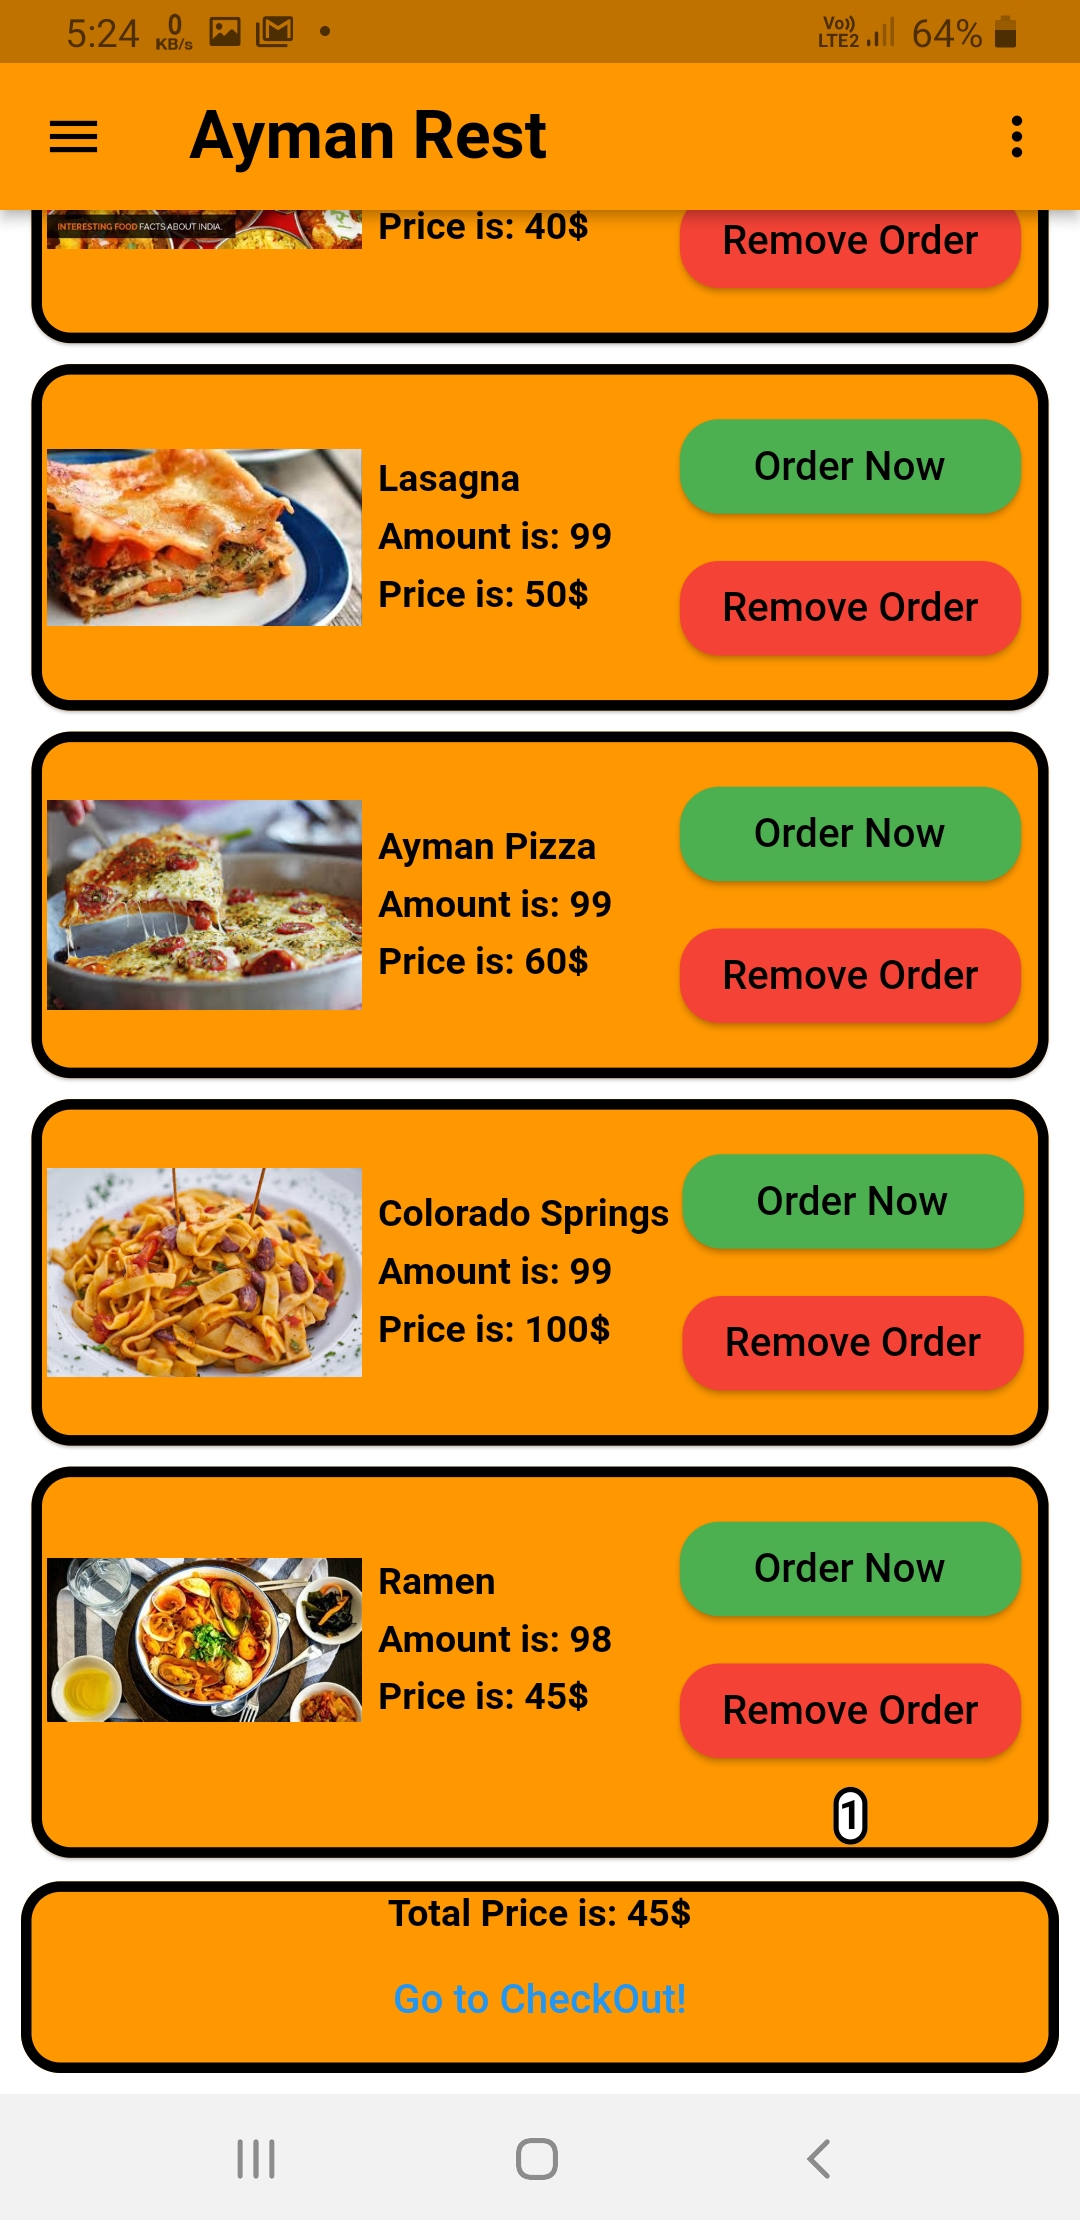 5:24 0 KB/s Vo)) LTE2 64%
Ayman Rest
INTERESTING FOOD FACTS ABOUT INDIA.
Price is: 40$
Remove Order
Lasagna
Amount is: 99
Price is: 50$
Order Now
Remove Order
Ayman Pizza
Amount is: 99
Price is: 60$
Order Now
Remove Order
Colorado Springs
Amount is: 99
Price is: 100$
Order Now
Remove Order
Ramen
Amount is: 98
Price is: 45$
Order Now
Remove Order
1
Total Price is: 45$
Go to CheckOut!